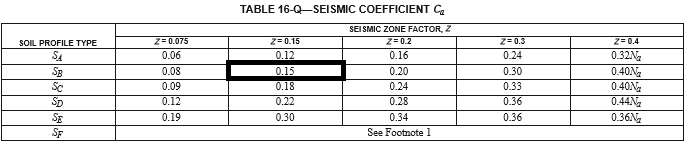 TABLE 16-Q—SEISMIC COEFFICIENT Ca
SEISMIC ZONE FACTOR, Z
SOIL PROFILE TYPE Z = 0.075 Z = 0.15 Z = 0.2 Z = 0.3 Z = 0.4
SA 0.06 0.12 0.16 0.24 0.32Na
SB 0.08 0.15 0.20 0.30 0.40Na
SC 0.09 0.18 0.24 0.33 0.40Na
SD 0.12 0.22 0.28 0.36 0.44Na
SE 0.19 0.30 0.34 0.36 0.36Na
SF See Footnote 1